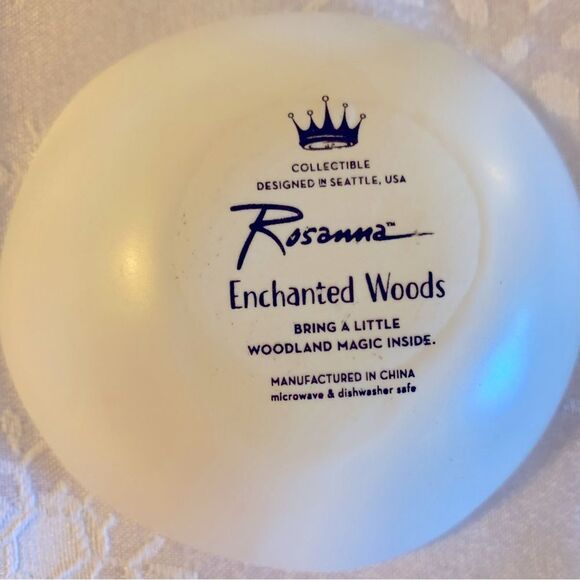 COLLECTIBLE
DESIGNED IN SEATTLE, USA
Rosanna™
Enchanted Woods
BRING A LITTLE
WOODLAND MAGIC INSIDE.
MANUFACTURED IN CHINA
microwave & dishwasher safe